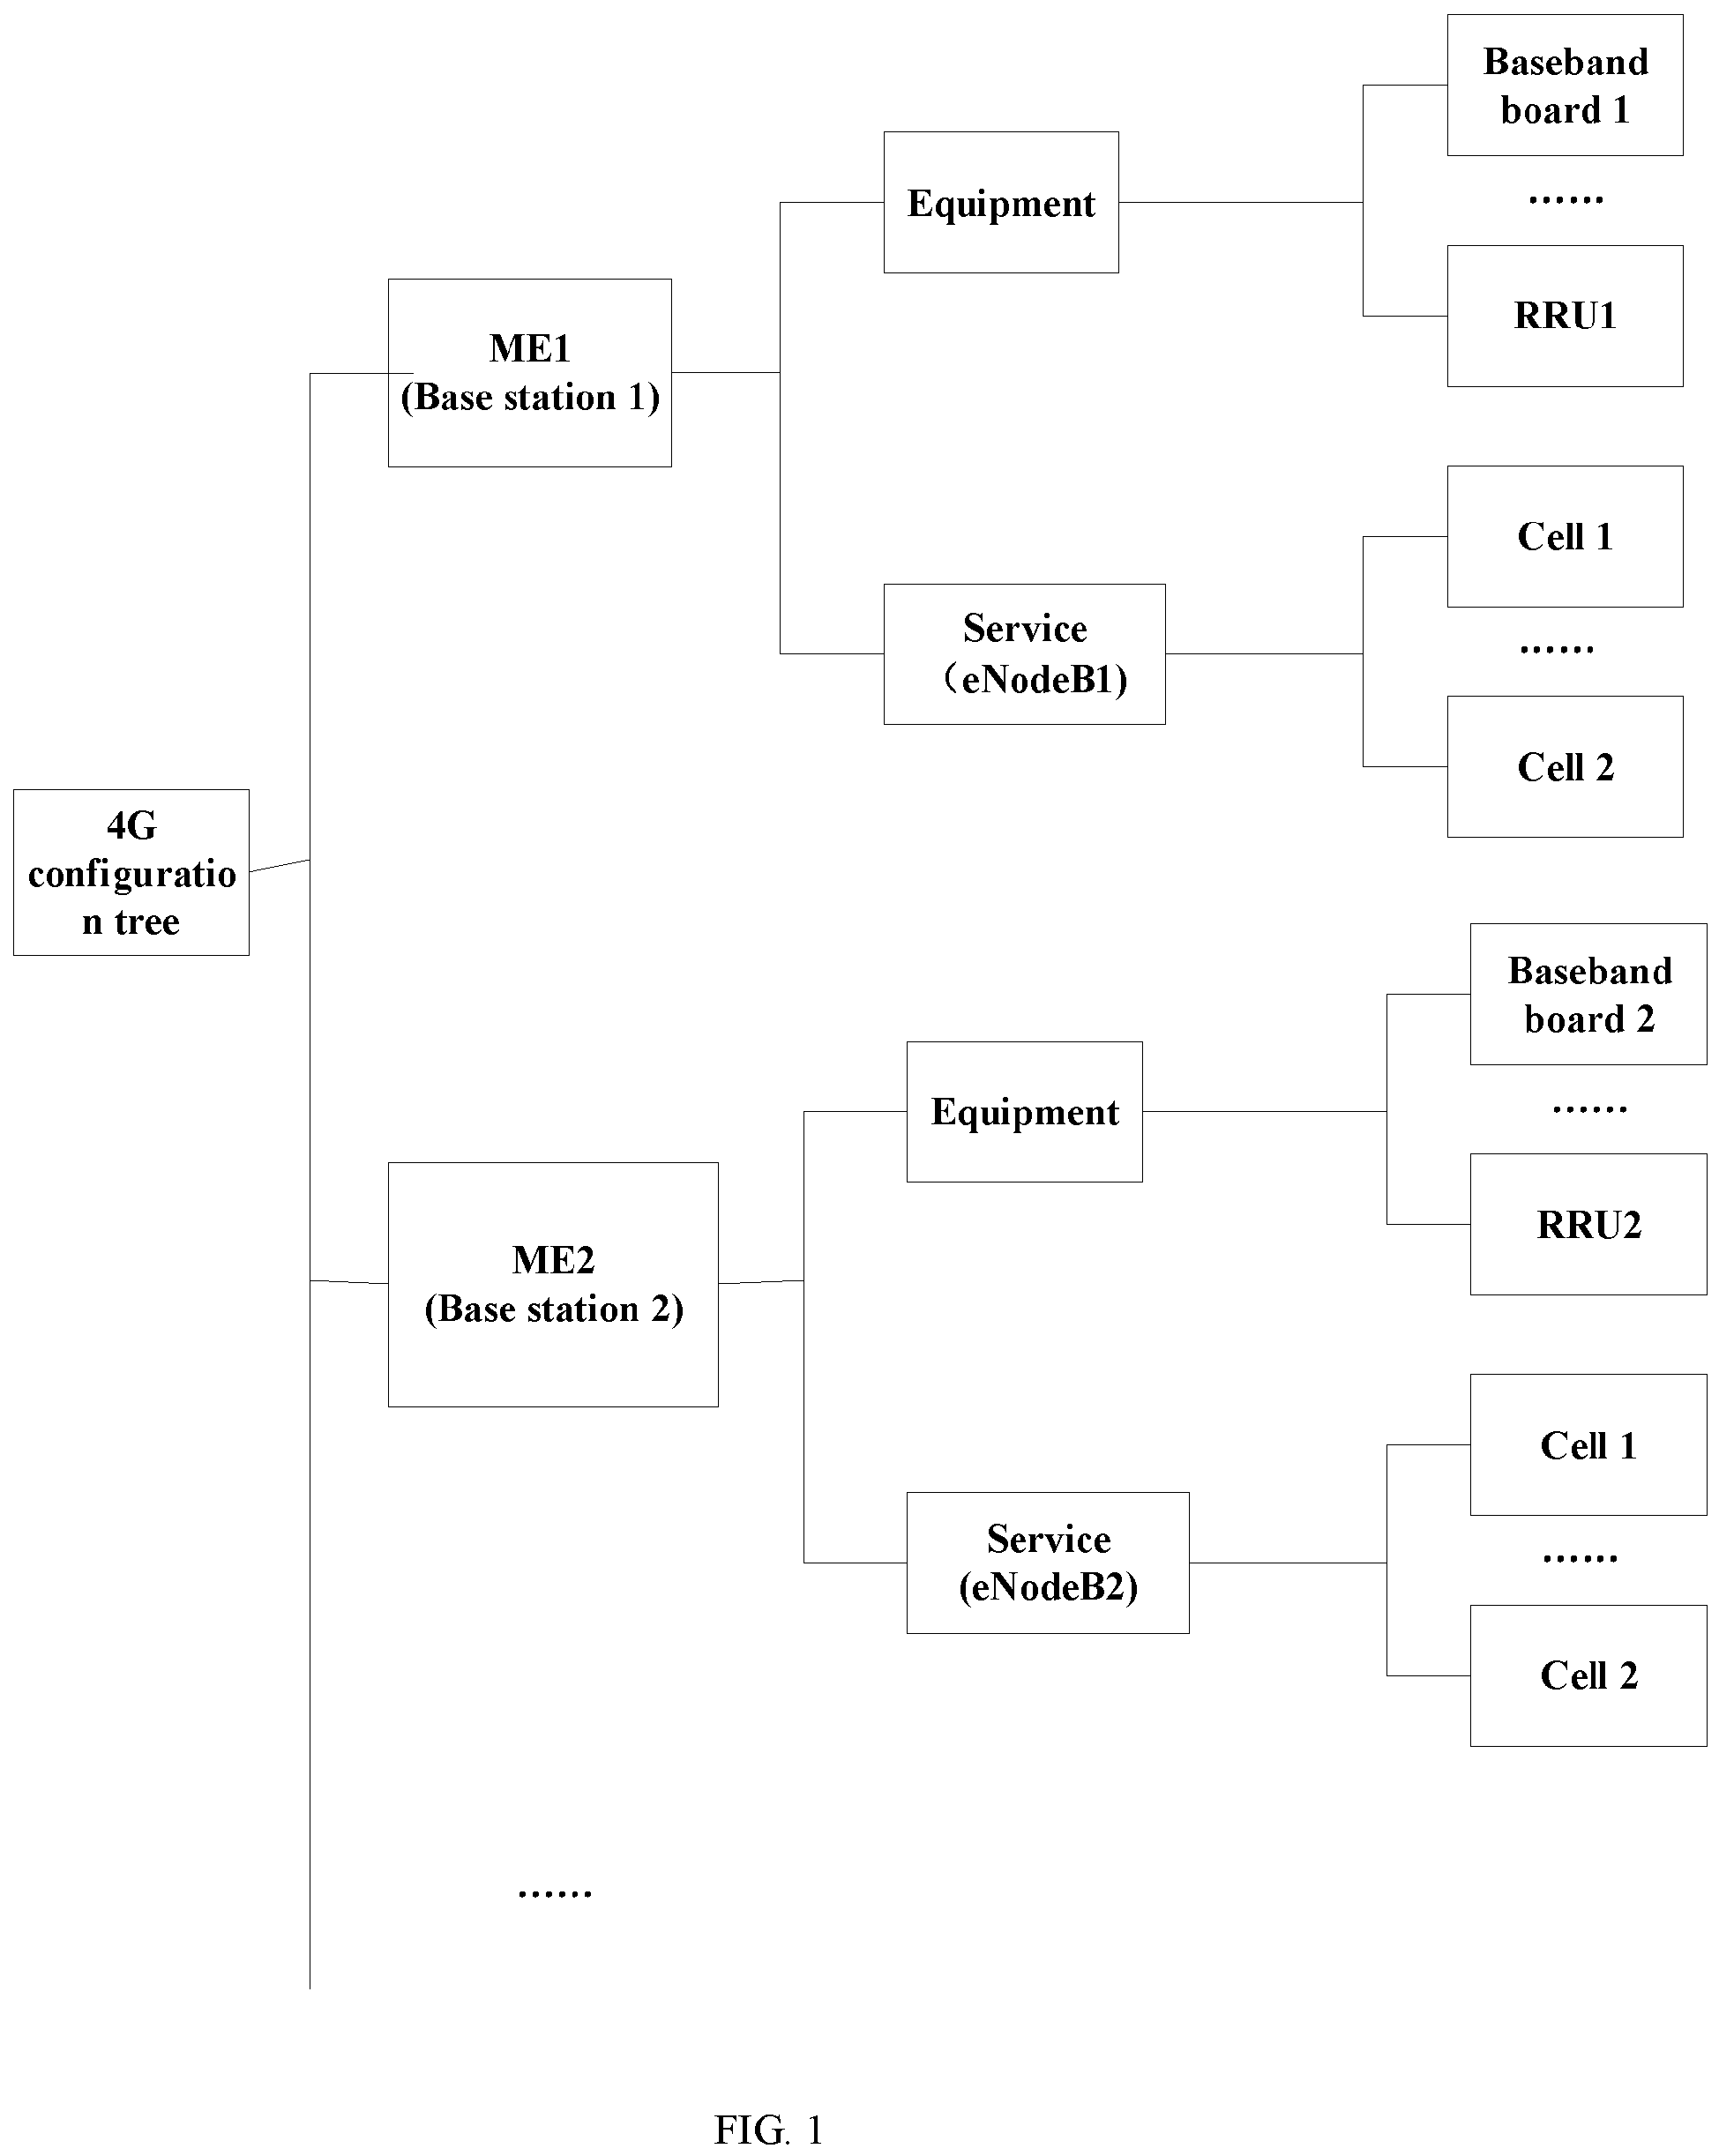 Baseband
board 1
......
RRU1
Equipment
ME1
(Base station 1)
Cell 1
......
Cell 2
Service
（eNodeB1)
4G
configuratio
n tree
Baseband
board 2
......
RRU2
Equipment
ME2
(Base station 2)
Cell 1
......
Cell 2
Service
(eNodeB2)
......
FIG. 1